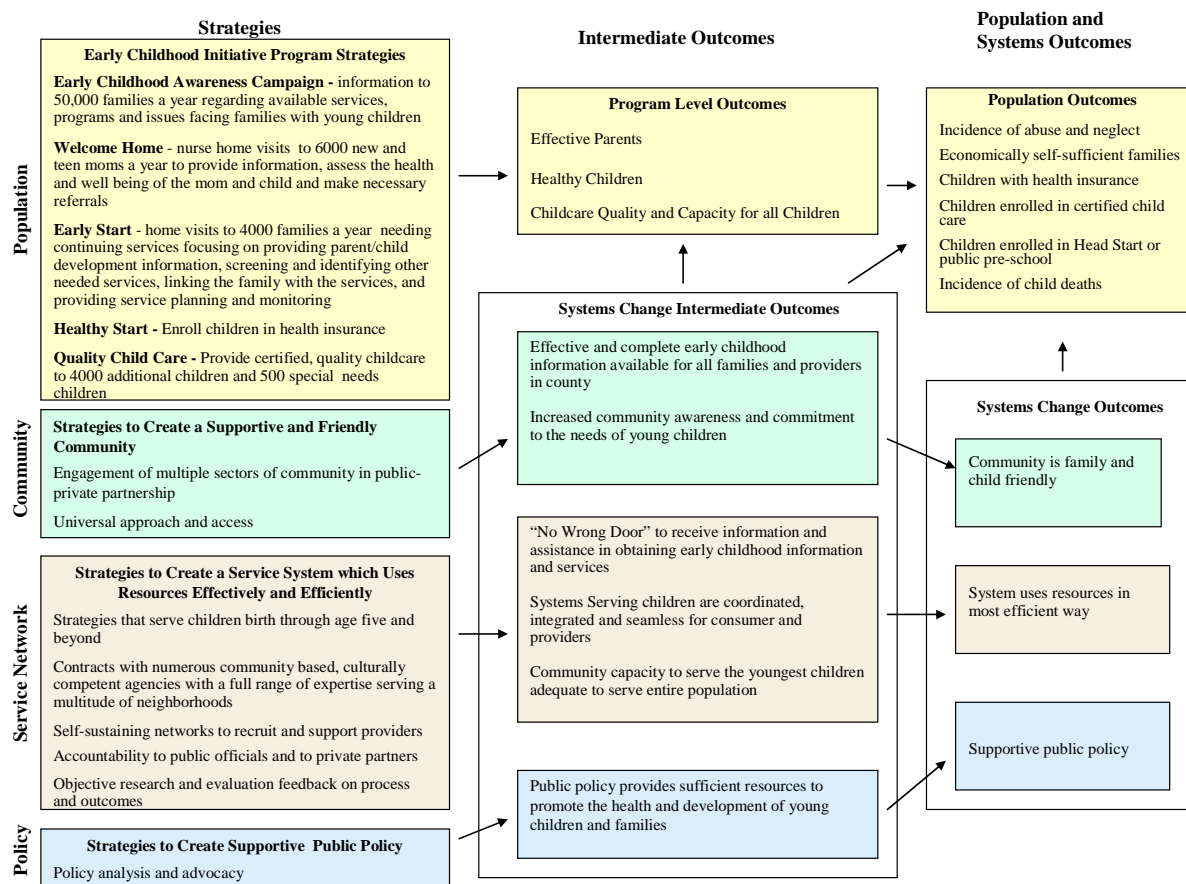 Strategies
Early Childhood Initiative Program Strategies
Early Childhood Awareness Campaign - information to
50,000 families a year regarding available services,
programs and issues facing families with young children
Welcome Home - nurse home visits to 6000 new and
teen moms a year to provide information, assess the health
and well being of the mom and child and make necessary
referrals
Early Start - home visits to 4000 families a year needing
continuing services focusing on providing parent/child
development information, screening and identifying other
needed services, linking the family with the services, and
providing service planning and monitoring
Healthy Start - Enroll children in health insurance
Quality Child Care - Provide certified, quality childcare
to 4000 additional children and 500 special needs
children
Population
Strategies to Create a Supportive and Friendly
Community
Engagement of multiple sectors of community in public-
private partnership
Universal approach and access
Community
Strategies to Create a Service System which Uses
Resources Effectively and Efficiently
Strategies that serve children birth through age five and
beyond
Contracts with numerous community based, culturally
competent agencies with a full range of expertise serving a
multitude of neighborhoods
Self-sustaining networks to recruit and support providers
Accountability to public officials and to private partners
Objective research and evaluation feedback on process
and outcomes
Service Network
Strategies to Create Supportive Public Policy
Policy analysis and advocacy
Policy
Intermediate Outcomes
Program Level Outcomes
Effective Parents
Healthy Children
Childcare Quality and Capacity for all Children
Systems Change Intermediate Outcomes
Effective and complete early childhood
information available for all families and providers
in county
Increased community awareness and commitment
to the needs of young children
“No Wrong Door” to receive information and
assistance in obtaining early childhood information
and services
Systems Serving children are coordinated,
integrated and seamless for consumer and
providers
Community capacity to serve the youngest children
adequate to serve entire population
Public policy provides sufficient resources to
promote the health and development of young
children and families
Population and
Systems Outcomes
Population Outcomes
Incidence of abuse and neglect
Economically self-sufficient families
Children with health insurance
Children enrolled in certified child
care
Children enrolled in Head Start or
public pre-school
Incidence of child deaths
Systems Change Outcomes
Community is family and
child friendly
System uses resources in
most efficient way
Supportive public policy